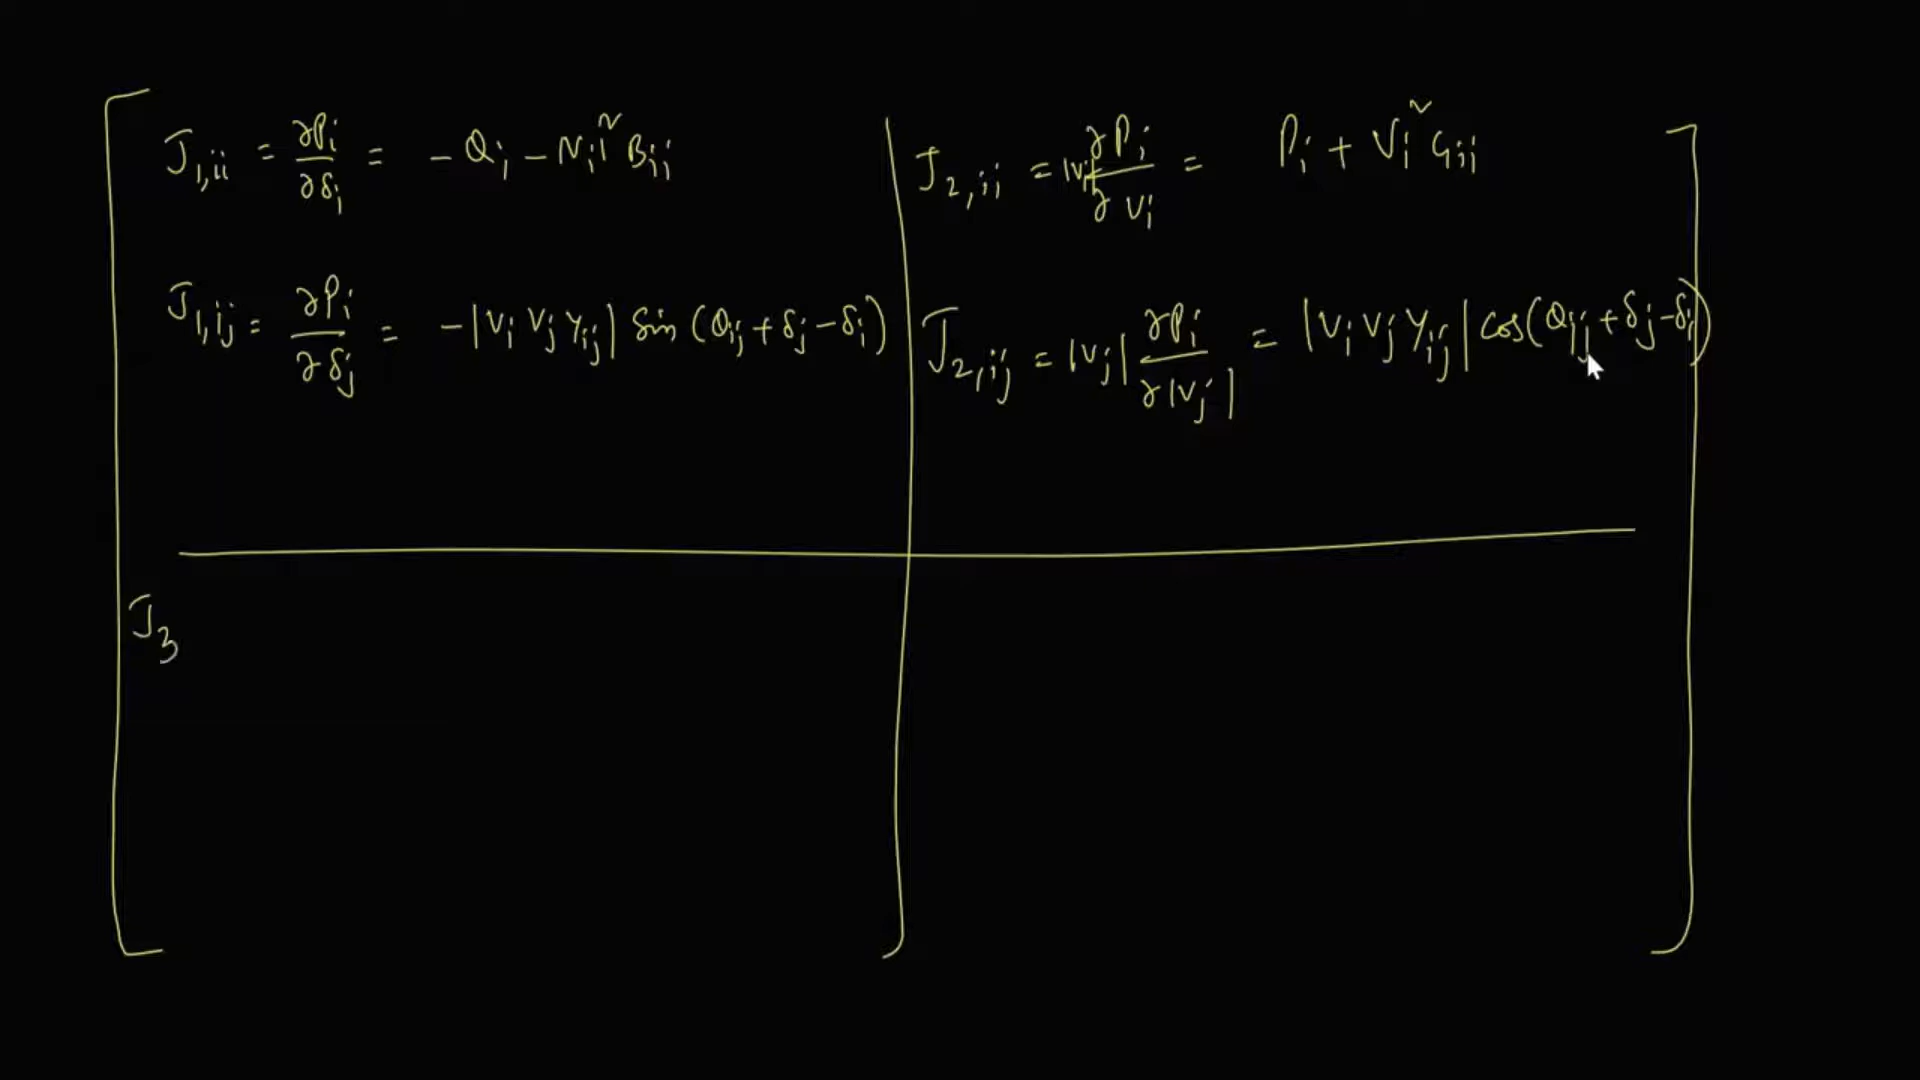 J₁,ᵢᵢ = ∂Pᵢ/∂δᵢ = -Qᵢ - |Vᵢ|² Bᵢᵢ
J₁,ᵢⱼ = ∂Pᵢ/∂δⱼ = -|Vᵢ Vⱼ Yᵢⱼ| Sin (θᵢⱼ + δⱼ - δᵢ)
J₂,ᵢᵢ = |Vᵢ| ∂Pᵢ/∂Vᵢ = Pᵢ + Vᵢ² Gᵢᵢ
J₂,ᵢⱼ = |Vⱼ| ∂Pᵢ/∂|Vⱼ| = |Vᵢ Vⱼ Yᵢⱼ| cos(θᵢⱼ + δⱼ - δᵢ)
J₃